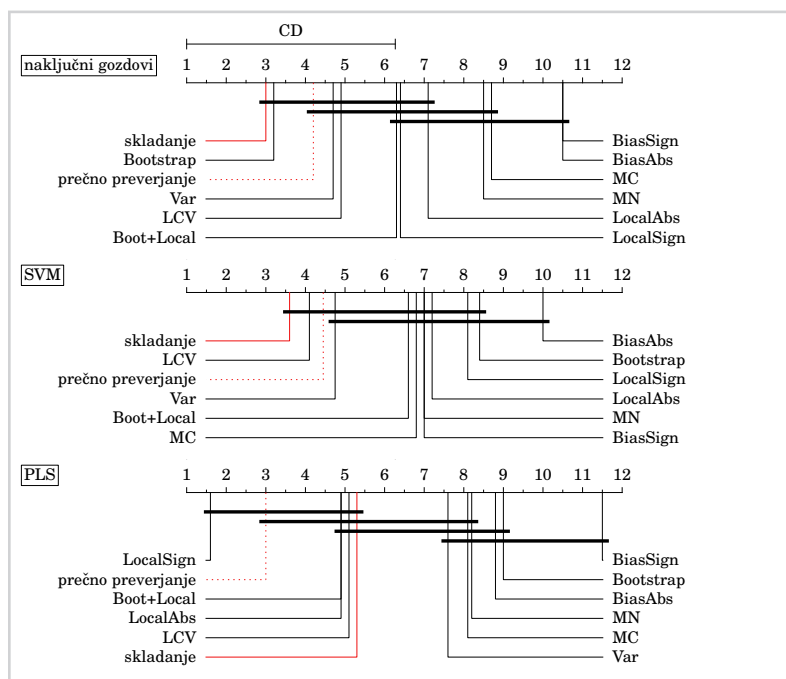 CD
naključni gozdovi
1 2 3 4 5 6 7 8 9 10 11 12
skladanje BiasSign
Bootstrap BiasAbs
prečno preverjanje MC
Var MN
LCV LocalAbs
Boot+Local LocalSign
SVM
1 2 3 4 5 6 7 8 9 10 11 12
skladanje BiasAbs
LCV Bootstrap
prečno preverjanje LocalSign
Var LocalAbs
Boot+Local MN
MC BiasSign
PLS
1 2 3 4 5 6 7 8 9 10 11 12
LocalSign BiasSign
prečno preverjanje Bootstrap
Boot+Local BiasAbs
LocalAbs MN
LCV MC
skladanje Var